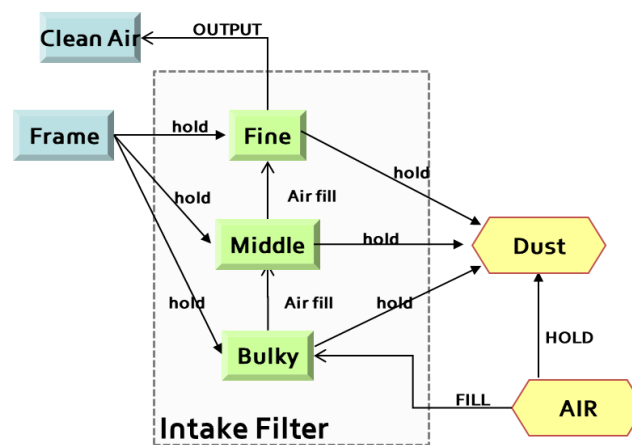 Clean Air
OUTPUT
Frame
hold
Fine
hold
Air fill
hold
Middle
hold
Dust
hold
Air fill
hold
Bulky
HOLD
FILL
AIR
Intake Filter